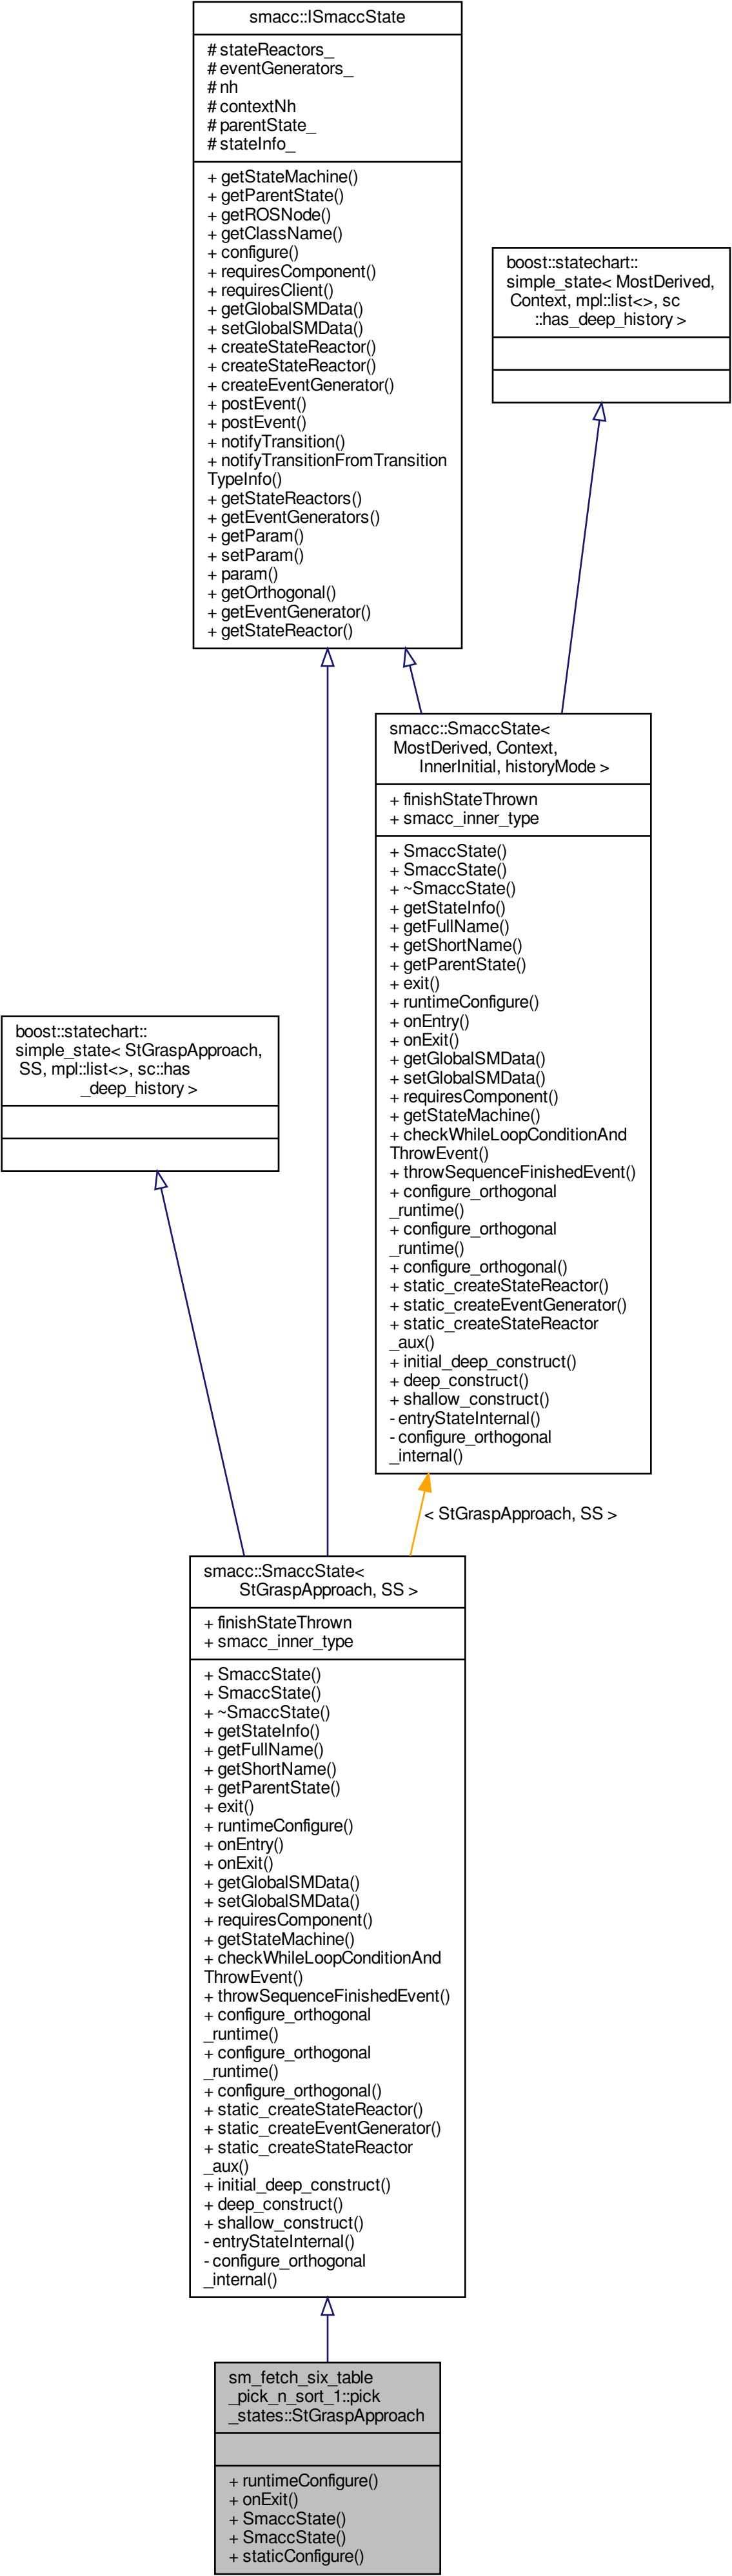 smacc::ISmaccState
# stateReactors_
# eventGenerators_
# nh
# contextNh
# parentState_
# stateInfo_
+ getStateMachine()
+ getParentState()
+ getROSNode()
+ getClassName()
+ configure()
+ requiresComponent()
+ requiresClient()
+ getGlobalSMData()
+ setGlobalSMData()
+ createStateReactor()
+ createStateReactor()
+ createEventGenerator()
+ postEvent()
+ postEvent()
+ notifyTransition()
+ notifyTransitionFromTransition
TypeInfo()
+ getStateReactors()
+ getEventGenerators()
+ getParam()
+ setParam()
+ param()
+ getOrthogonal()
+ getEventGenerator()
+ getStateReactor()
boost::statechart::
simple_state< MostDerived,
Context, mpl::list<>, sc
::has_deep_history >
smacc::SmaccState<
MostDerived, Context,
InnerInitial, historyMode >
+ finishStateThrown
+ smacc_inner_type
+ SmaccState()
+ SmaccState()
+ ~SmaccState()
+ getStateInfo()
+ getFullName()
+ getShortName()
+ getParentState()
+ exit()
+ runtimeConfigure()
+ onEntry()
+ onExit()
+ getGlobalSMData()
+ setGlobalSMData()
+ requiresComponent()
+ getStateMachine()
+ checkWhileLoopConditionAnd
ThrowEvent()
+ throwSequenceFinishedEvent()
+ configure_orthogonal
_runtime()
+ configure_orthogonal
_runtime()
+ configure_orthogonal()
+ static_createStateReactor()
+ static_createEventGenerator()
+ static_createStateReactor
_aux()
+ initial_deep_construct()
+ deep_construct()
+ shallow_construct()
- entryStateInternal()
- configure_orthogonal
_internal()
boost::statechart::
simple_state< StGraspApproach,
SS, mpl::list<>, sc::has
_deep_history >
< StGraspApproach, SS >
smacc::SmaccState<
StGraspApproach, SS >
+ finishStateThrown
+ smacc_inner_type
+ SmaccState()
+ SmaccState()
+ ~SmaccState()
+ getStateInfo()
+ getFullName()
+ getShortName()
+ getParentState()
+ exit()
+ runtimeConfigure()
+ onEntry()
+ onExit()
+ getGlobalSMData()
+ setGlobalSMData()
+ requiresComponent()
+ getStateMachine()
+ checkWhileLoopConditionAnd
ThrowEvent()
+ throwSequenceFinishedEvent()
+ configure_orthogonal
_runtime()
+ configure_orthogonal
_runtime()
+ configure_orthogonal()
+ static_createStateReactor()
+ static_createEventGenerator()
+ static_createStateReactor
_aux()
+ initial_deep_construct()
+ deep_construct()
+ shallow_construct()
- entryStateInternal()
- configure_orthogonal
_internal()
sm_fetch_six_table
_pick_n_sort_1::pick
_states::StGraspApproach
+ runtimeConfigure()
+ onExit()
+ SmaccState()
+ SmaccState()
+ staticConfigure()